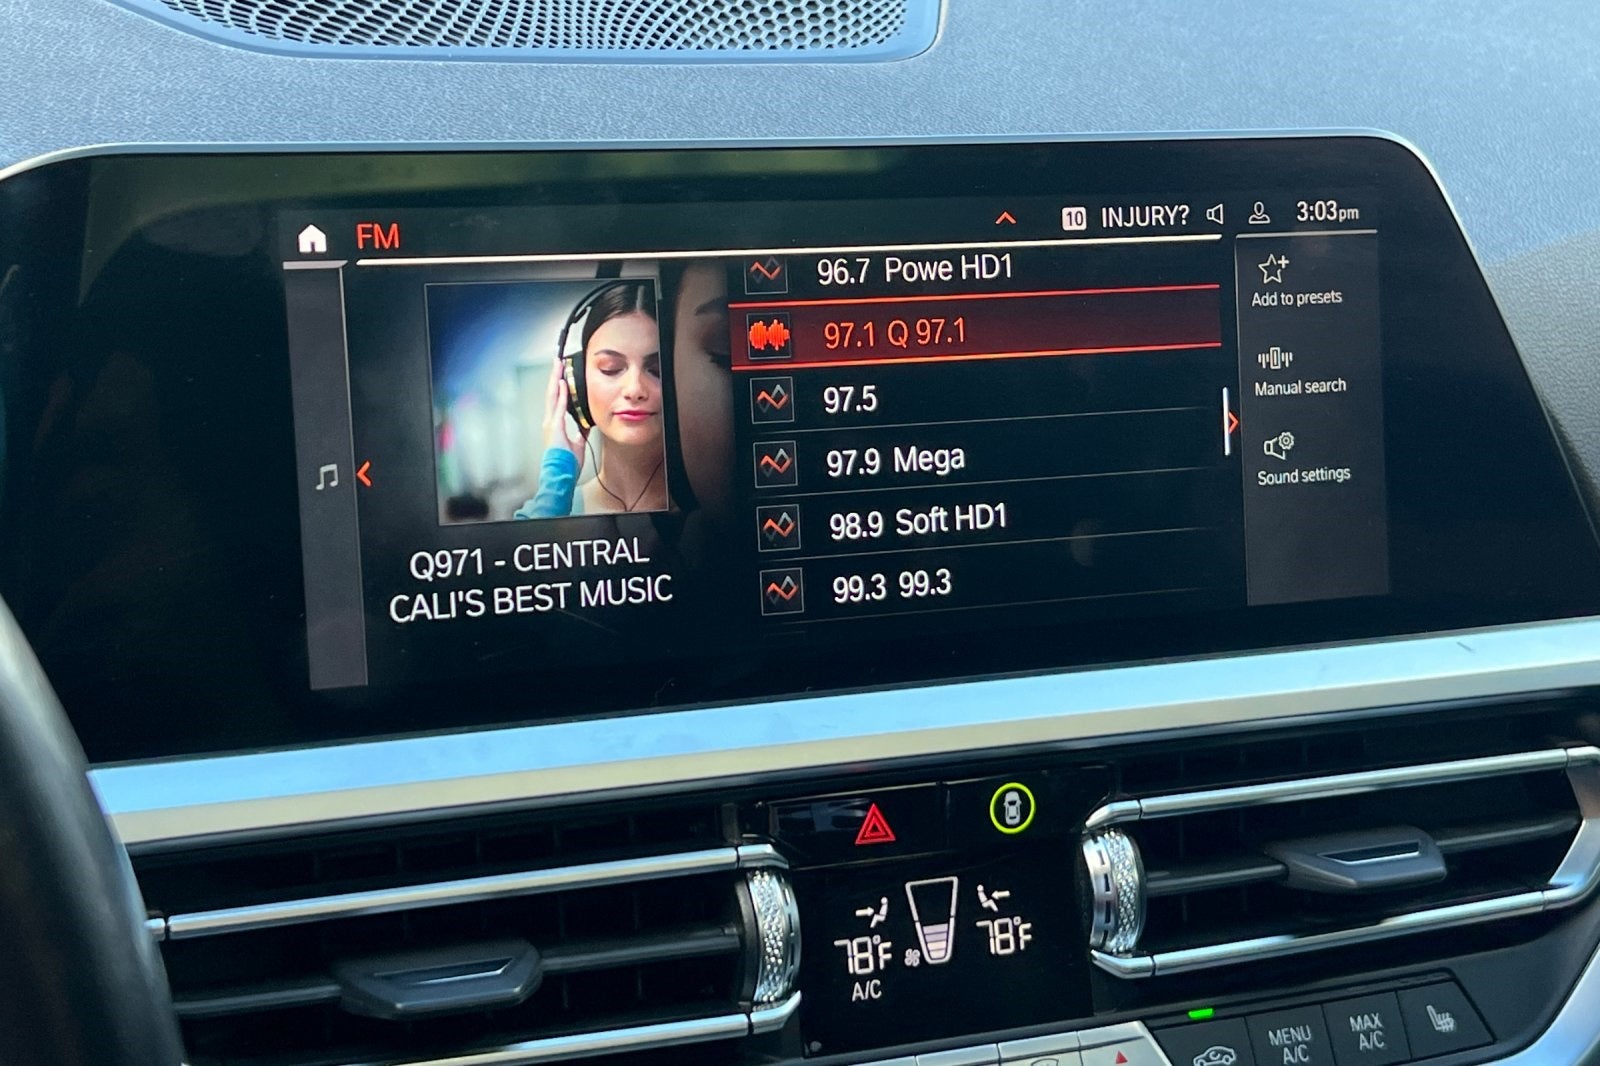 FM
10 INJURY? 3:03pm
96.7 Powe HD1
97.1 Q 97.1
97.5
97.9 Mega
98.9 Soft HD1
99.3 99.3
Q971 - CENTRAL
CALI'S BEST MUSIC
Add to presets
Manual search
Sound settings
78°F
A/C
78°F
MENU
A/C
MAX
A/C